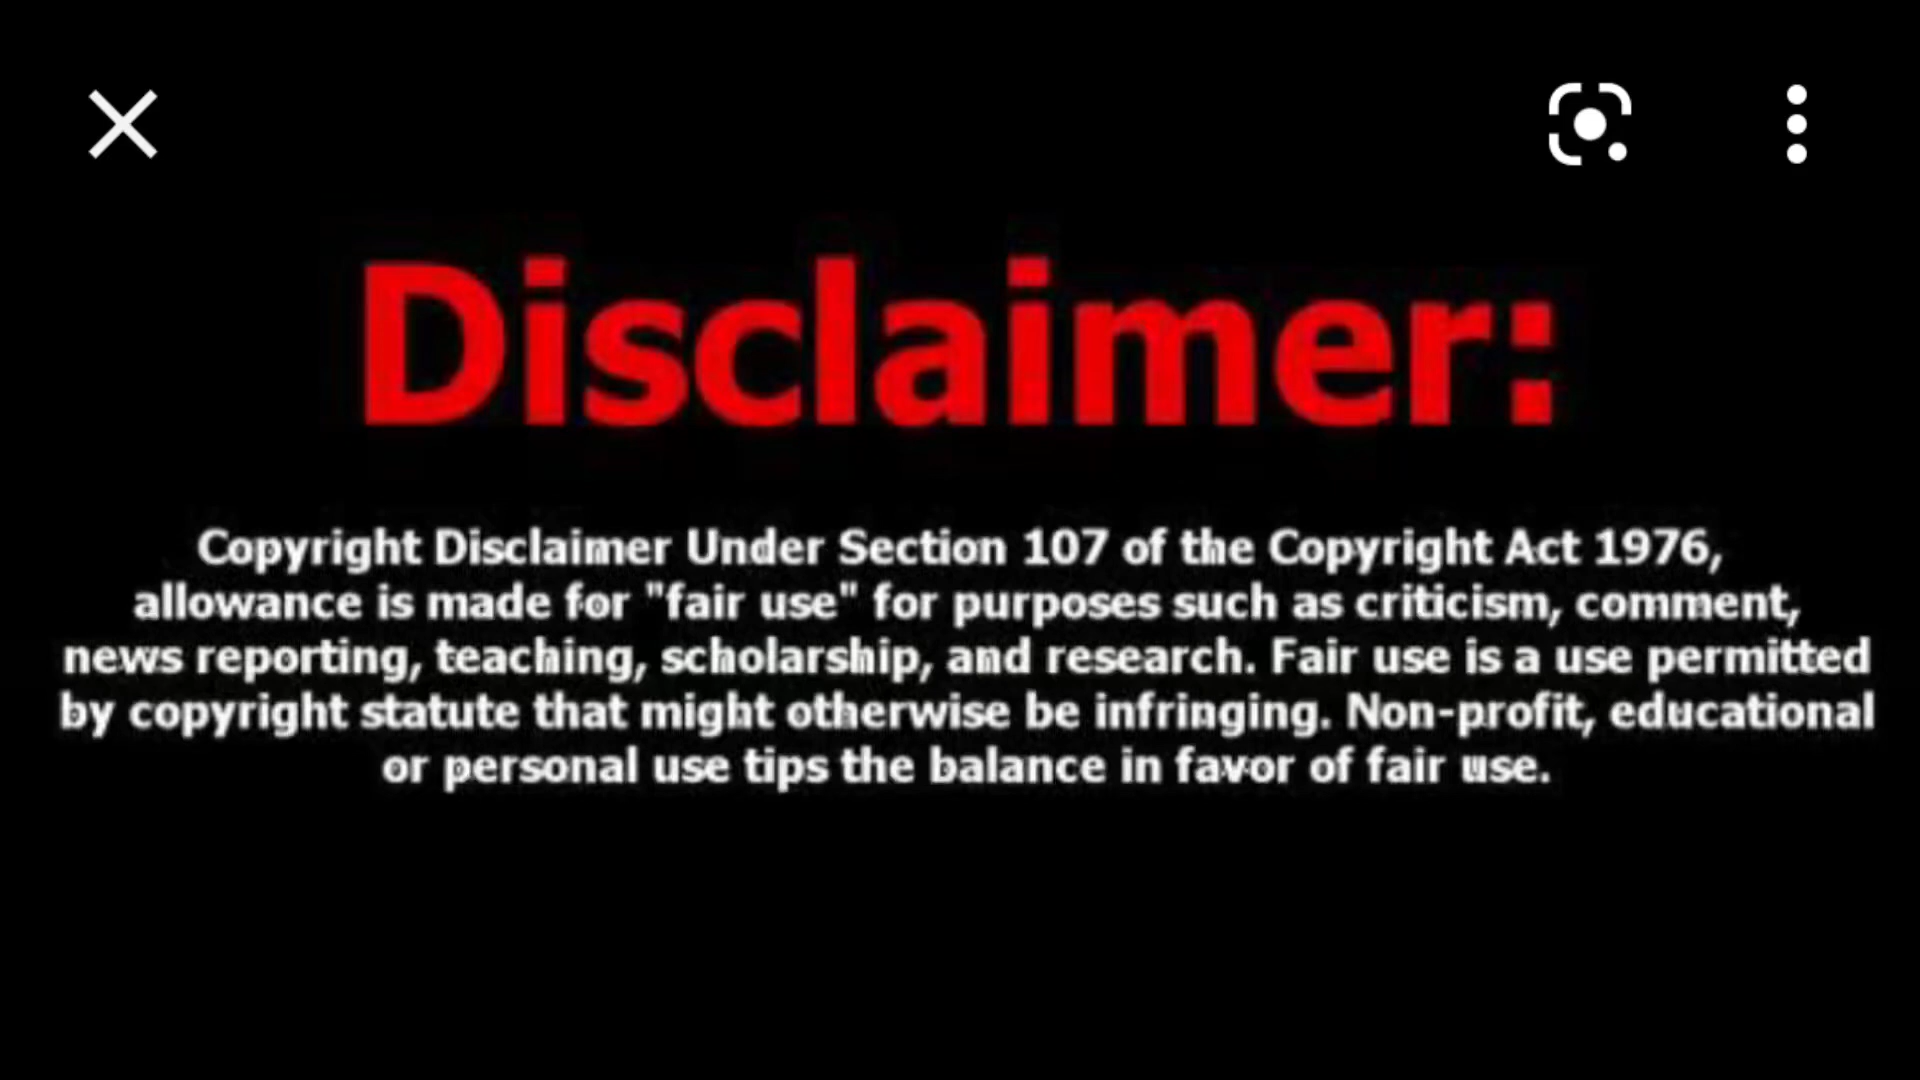 Disclaimer:
Copyright Disclaimer Under Section 107 of the Copyright Act 1976,
allowance is made for "fair use" for purposes such as criticism, comment,
news reporting, teaching, scholarship, and research. Fair use is a use permitted
by copyright statute that might otherwise be infringing. Non-profit, educational
or personal use tips the balance in favor of fair use.